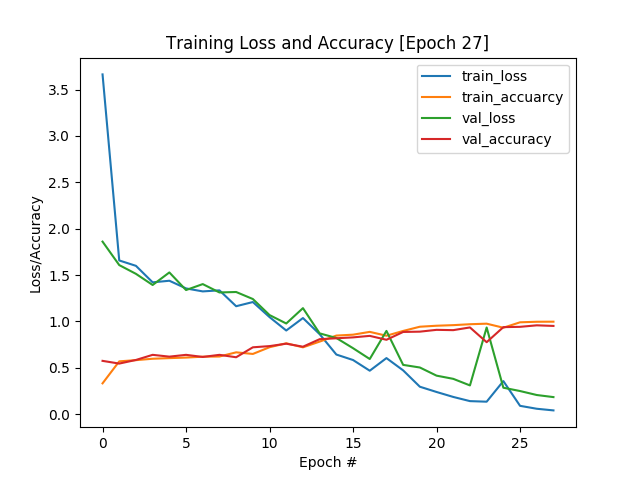 Training Loss and Accuracy [Epoch 27]
train_loss
train_accuarcy
val_loss
val_accuracy
3.5
3.0
2.5
2.0
1.5
1.0
0.5
0.0
Loss/Accuracy
0 5 10 15 20 25
Epoch #